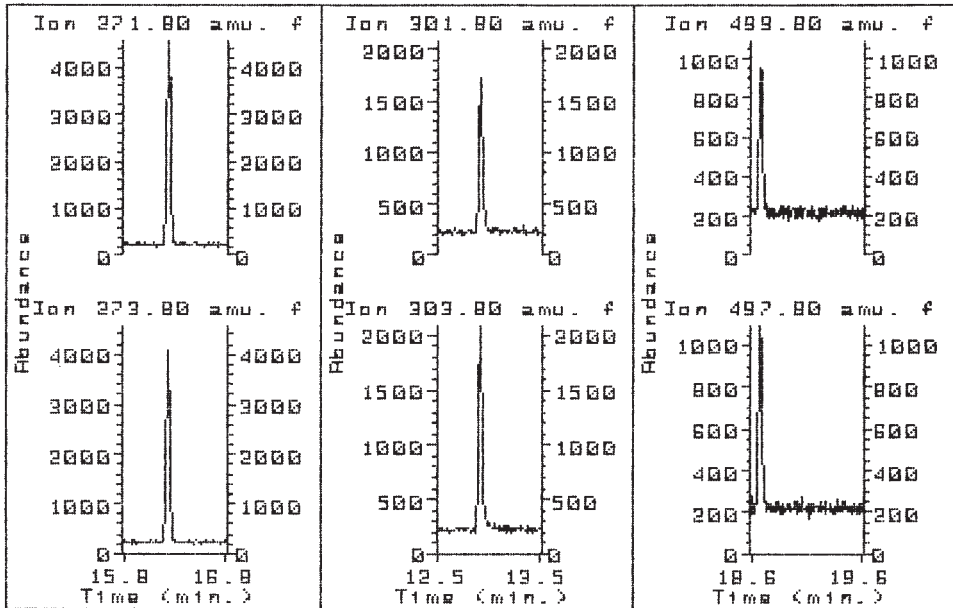 Ion 271.80 amu. f
4000 4000
3000 3000
2000 2000
1000 1000
0 0
Abundance
Ion 273.80 amu. f
4000 4000
3000 3000
2000 2000
1000 1000
0 0
15.8 16.8
Time (min.)
Ion 301.80 amu. f
2000 2000
1500 1500
1000 1000
500 500
0 0
Abundance
Ion 303.80 amu. f
2000 2000
1500 1500
1000 1000
500 500
0 0
12.5 13.5
Time (min.)
Ion 499.80 amu. f
1000 1000
800 800
600 600
400 400
200 200
0 0
Abundance
Ion 497.80 amu. f
1000 1000
800 800
600 600
400 400
200 200
0 0
18.6 19.6
Time (min.)